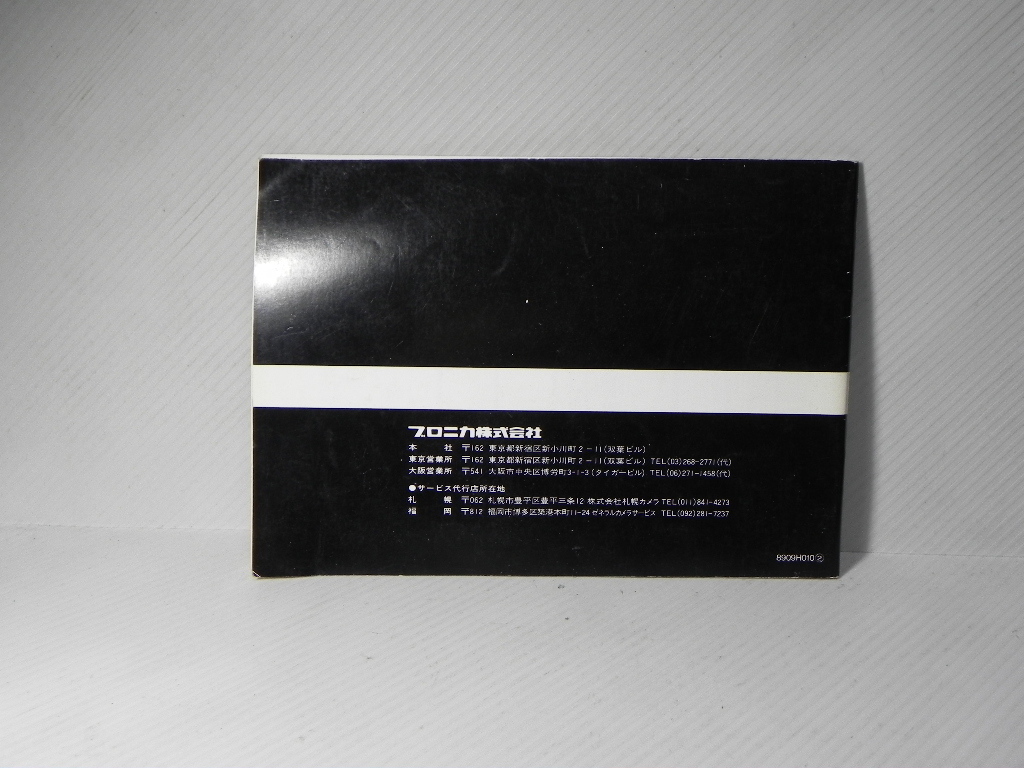 ブロニカ株式会社
本 社 〒162 東京都新宿区新小川町2-11(双葉ビル)
東京営業所 〒162 東京都新宿区新小川町2-11(双葉ビル) TEL(03)268-2771(代)
大阪営業所 〒541 大阪市中央区博労町3-1-3(タイガービル) TEL(06)271-1458(代)
●サービス代行店所在地
札 幌 〒062 札幌市豊平区豊平三条12 株式会社札幌カメラ TEL(011)841-4273
福 岡 〒812 福岡市博多区築港本町11-24 ゼネラルカメラサービス TEL(092)281-7237
8909H010②